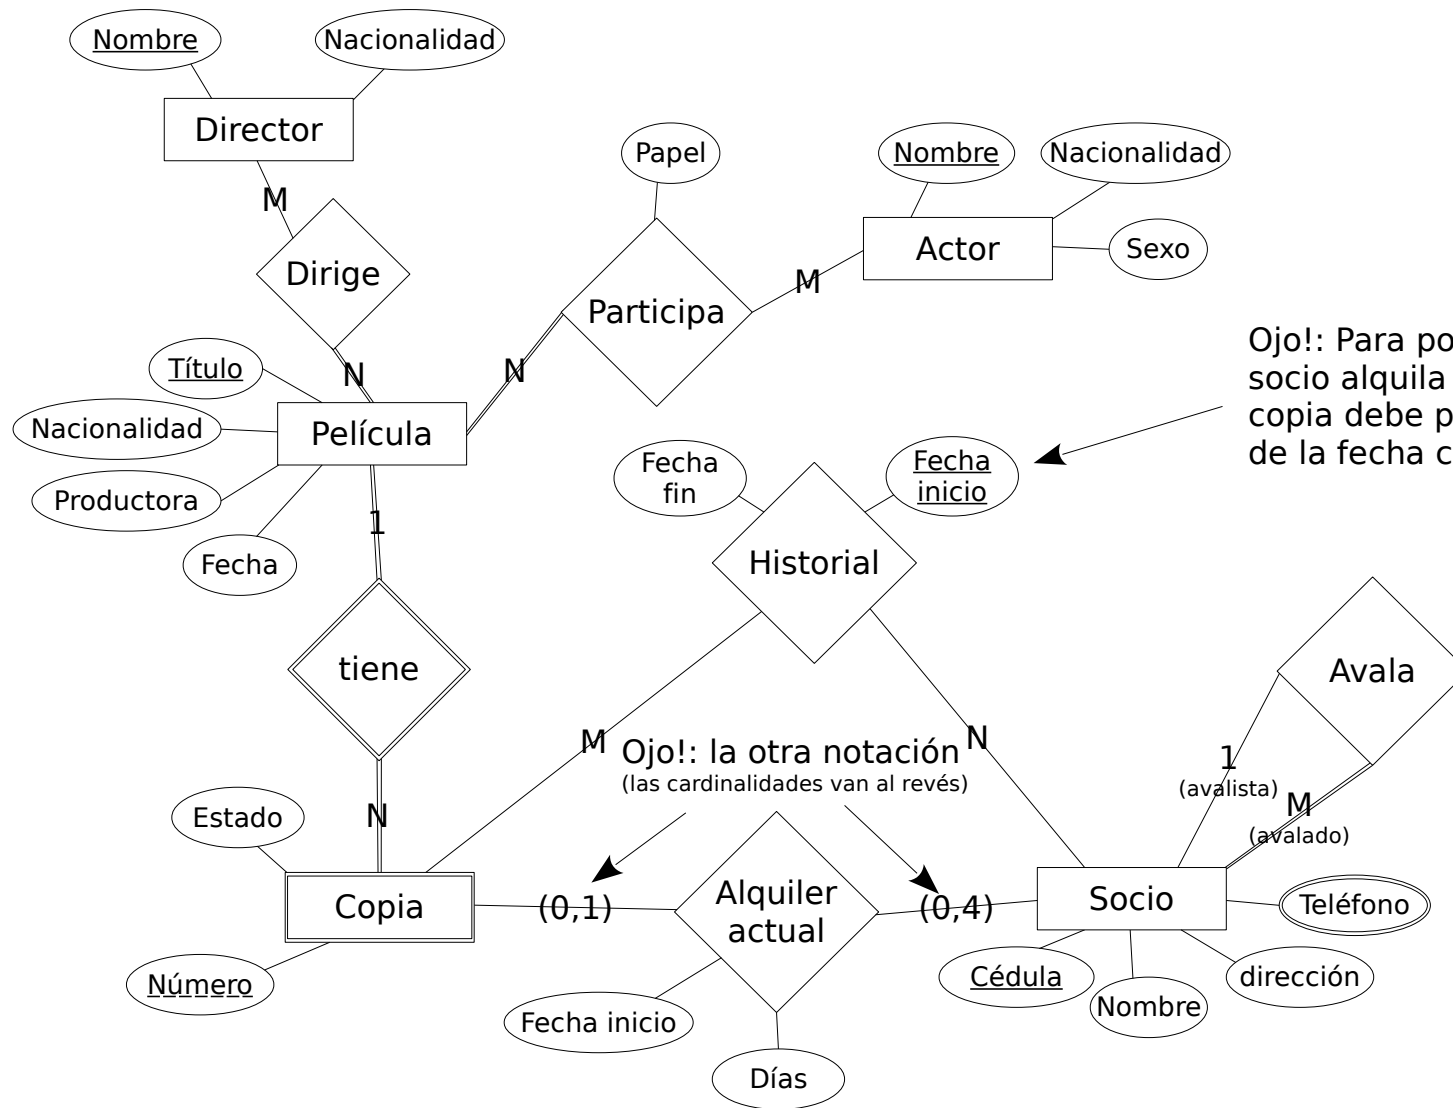 Nombre
Nacionalidad
Director
M
Dirige
N
Papel
Participa
N
M
Nombre
Nacionalidad
Actor
Sexo
Título
Nacionalidad
Película
Productora
Fecha
1
tiene
N
Estado
Copia
Número
Fecha
fin
Fecha
inicio
Historial
M
N
Ojo!: Para
socio alquila
copia debe
de la fecha
Ojo!: la otra notación
(las cardinalidades van al revés)
(0,1)
Alquiler
actual
(0,4)
Fecha inicio
Días
Avala
1
(avalista)
M
(avalado)
Socio
Teléfono
Cédula
Nombre
dirección